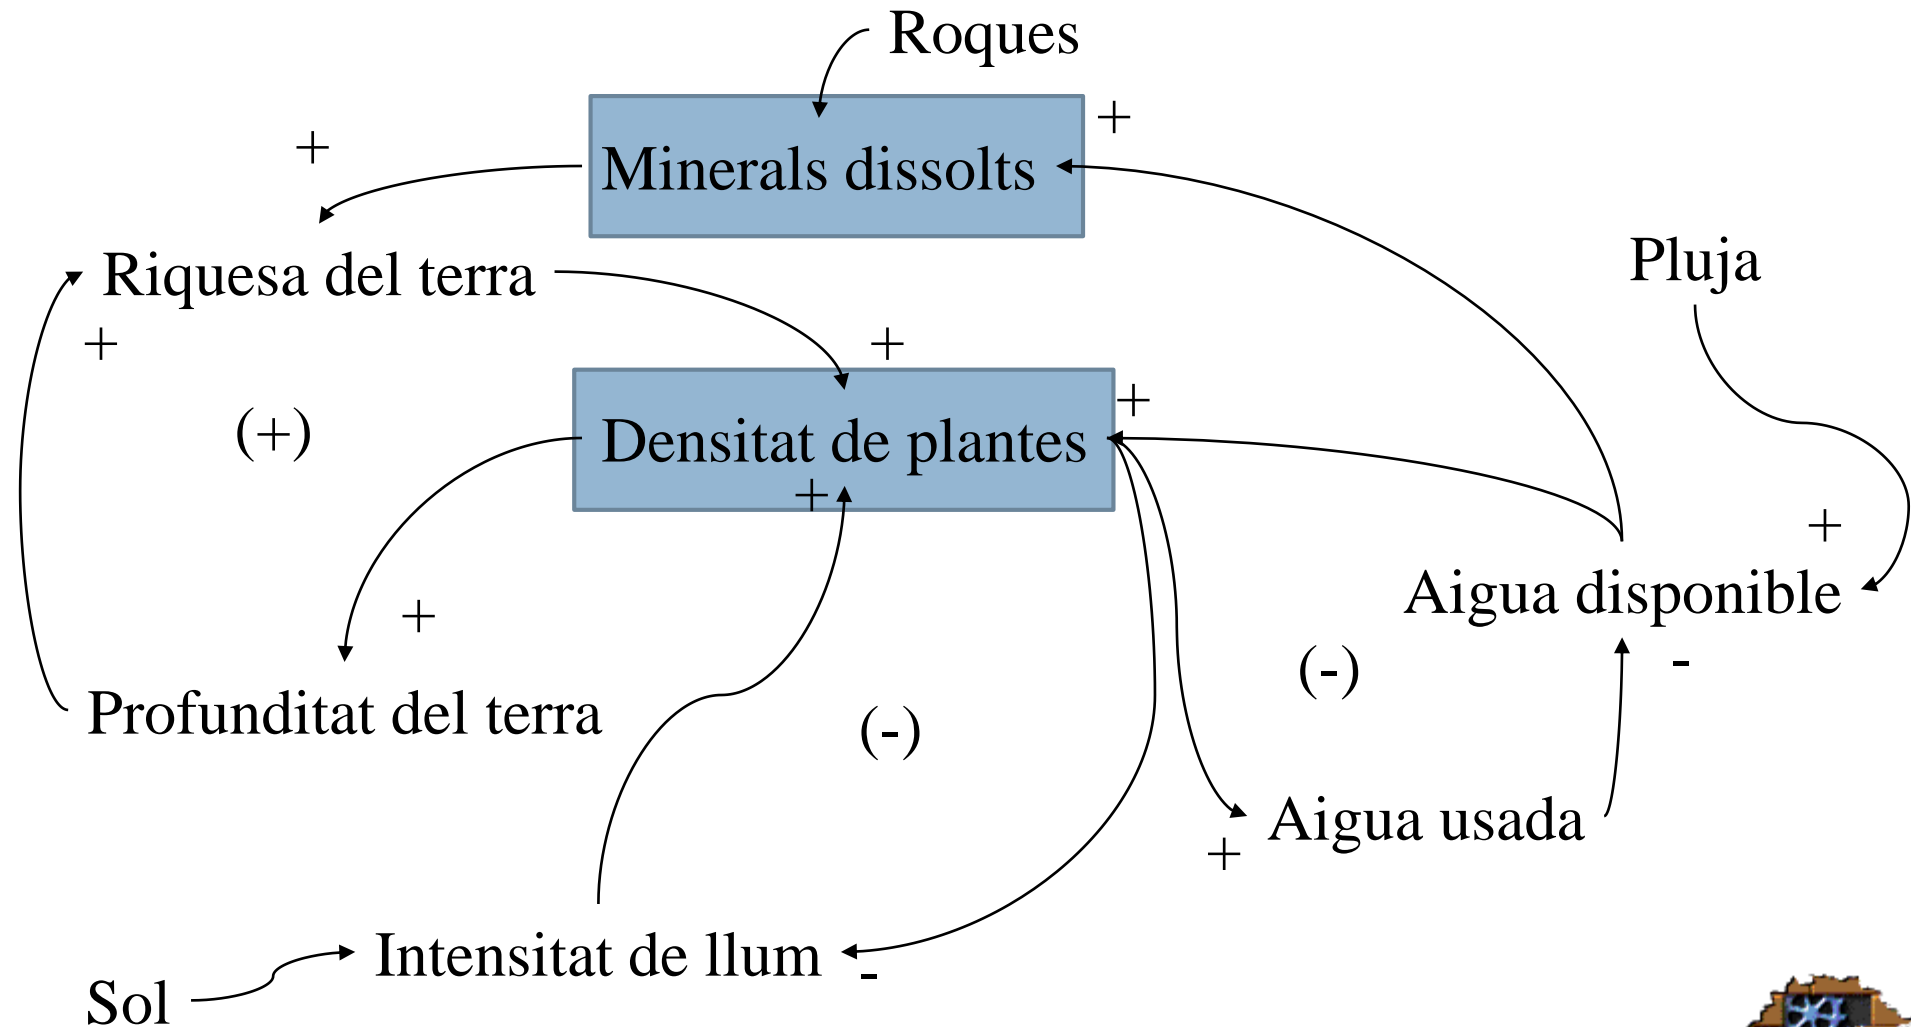 Roques
+
+
Minerals dissolts
Riquesa del terra
Pluja
+
+
(+)
+
Densitat de plantes
+
+
Aigua disponible
+
-
(-)
Profunditat del terra
(-)
Aigua usada
+
Intensitat de llum
-
Sol